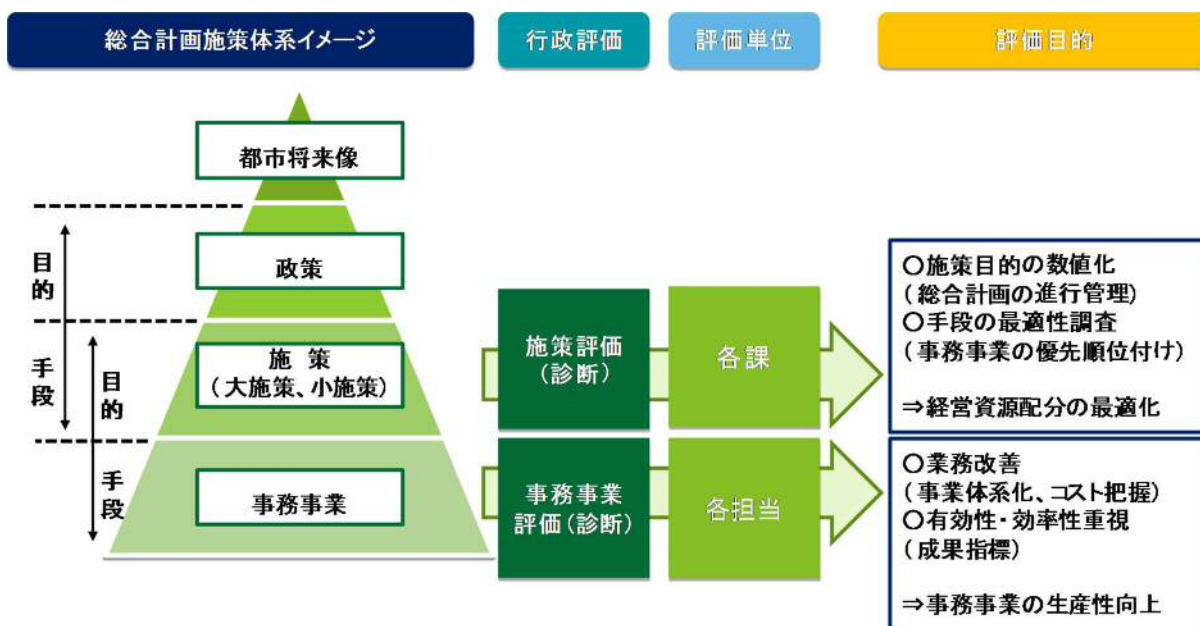 総合計画施策体系イメージ
行政評価
評価単位
評価目的
都市将来像
政策
施 策
(大施策、小施策)
事務事業
目的
手段
目的
手段
施策評価
(診断)
各課
事務事業
評価(診断)
各担当
○施策目的の数値化
(総合計画の進行管理)
○手段の最適性調査
(事務事業の優先順位付け)
⇒経営資源配分の最適化
○業務改善
(事業体系化、コスト把握)
○有効性・効率性重視
(成果指標)
⇒事務事業の生産性向上